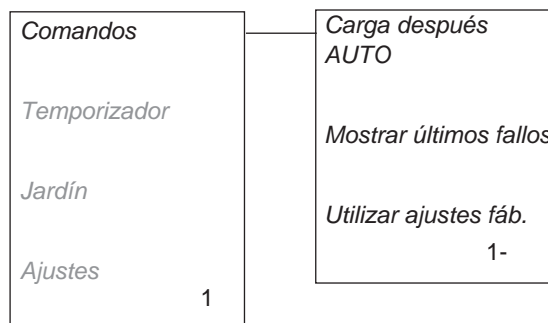 Comandos
Temporizador
Jardín
Ajustes
1
Carga después
AUTO
Mostrar últimos fallos
Utilizar ajustes fáb.
1-